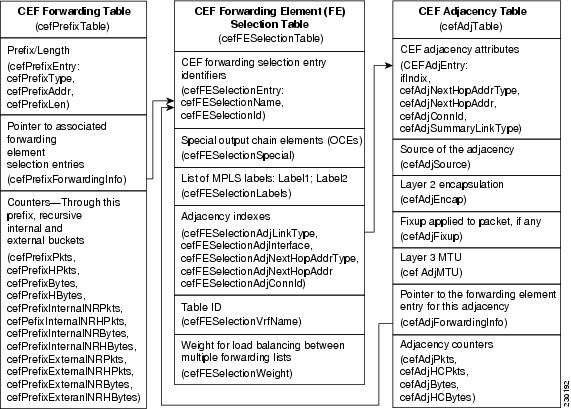 CEF Forwarding Table
(cefPrefixTable)
Prefix/Length
(cefPrefixEntry:
cefPrefixType,
cefPrefixAddr,
cefPrefixLen)
Pointer to associated
forwarding
element
selection entries
(cefPrefixForwardingInfo)
Counters—Through this
prefix, recursive
internal and
external buckets
(cefPrefixPkts,
cefPrefixHPkts,
cefPrefixBytes,
cefPrefixHBytes,
cefPrefixInternalNRPkts,
cefPrefixInternalNRHPkts,
cefPrefixInternalNRBytes,
cefPrefixInternalNRHBytes,
cefPrefixExternalNRPkts,
cefPrefixExternalNRHPkts,
cefPrefixExternalNRBytes,
cefPrefixExteranlNRHBytes)
CEF Forwarding Element (FE)
Selection Table
(cefFESelectionTable)
CEF forwarding selection entry
identifiers
(cefFESelectionEntry:
cefFESelectionName,
cefFESelectionId)
Special output chain elements (OCEs)
(cefFESelectionSpecial)
List of MPLS labels: Label1; Label2
(cefFESelectionLabels)
Adjacency indexes
(cefFESelectionAdjLinkType,
cefFESelectionAdjInterface,
cefFESelectionAdjNextHopAddrType,
cefFESelectionAdjNextHopAddr
cefFESelectionAdjConnId)
Table ID
(cefFESelectionVrfName)
Weight for load balancing between
multiple forwarding lists
(cefFESelectionWeight)
CEF Adjacency Table
(cefAdjTable)
CEF adjacency attributes
(CEFAdjEntry:
ifIndix,
cefAdjNextHopAddrType,
cefAdjNextHopAddr,
cefAdjConnId,
cefAdjSummaryLinkType)
Source of the adjacency
(cefAdjSource)
Layer 2 encapsulation
(cefAdjEncap)
Fixup applied to packet, if any
(cefAdjFixup)
Layer 3 MTU
(cef AdjMTU)
Pointer to the forwarding element
entry for this adjacency
(cefAdjForwardingInfo)
Adjacency counters
(cefAdjPkts,
cefAdjHCPkts,
cefAdjBytes,
cefAdjHCBytes)
230192